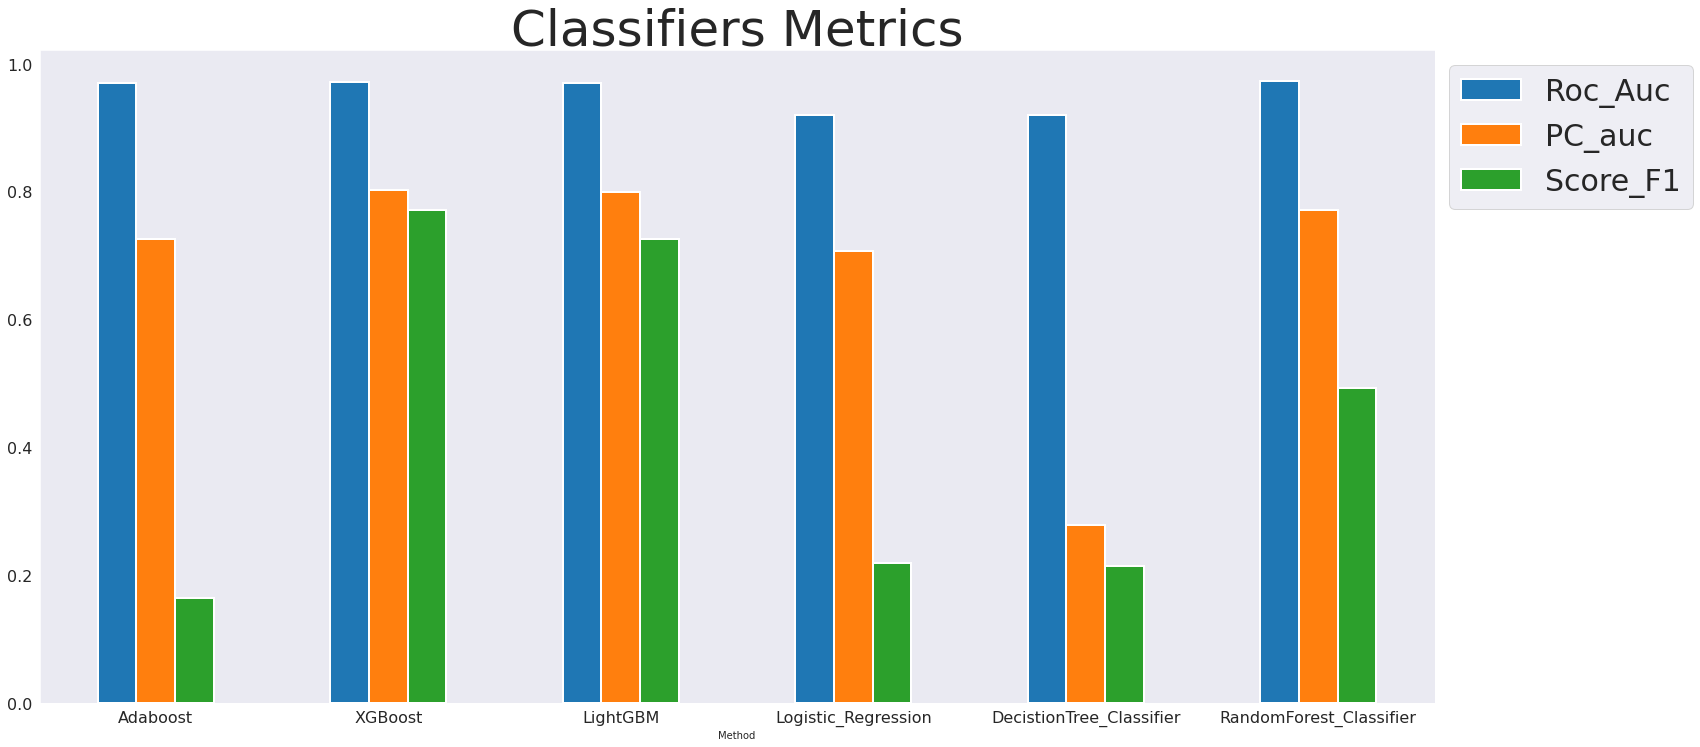 Classifiers Metrics
1.0
0.8
0.6
0.4
0.2
0.0
Roc_Auc
PC_auc
Score_F1
Adaboost
XGBoost
LightGBM
Logistic_Regression
DecistionTree_Classifier
RandomForest_Classifier
Method